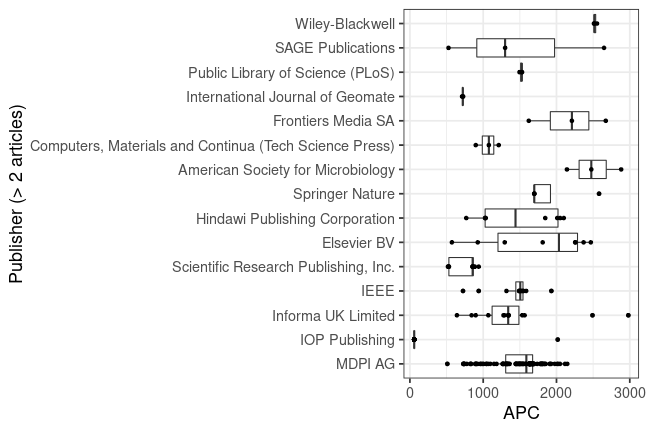 Publisher (> 2 articles)
Wiley-Blackwell
SAGE Publications
Public Library of Science (PLoS)
International Journal of Geomate
Frontiers Media SA
Computers, Materials and Continua (Tech Science Press)
American Society for Microbiology
Springer Nature
Hindawi Publishing Corporation
Elsevier BV
Scientific Research Publishing, Inc.
IEEE
Informa UK Limited
IOP Publishing
MDPI AG
0 1000 2000 3000
APC